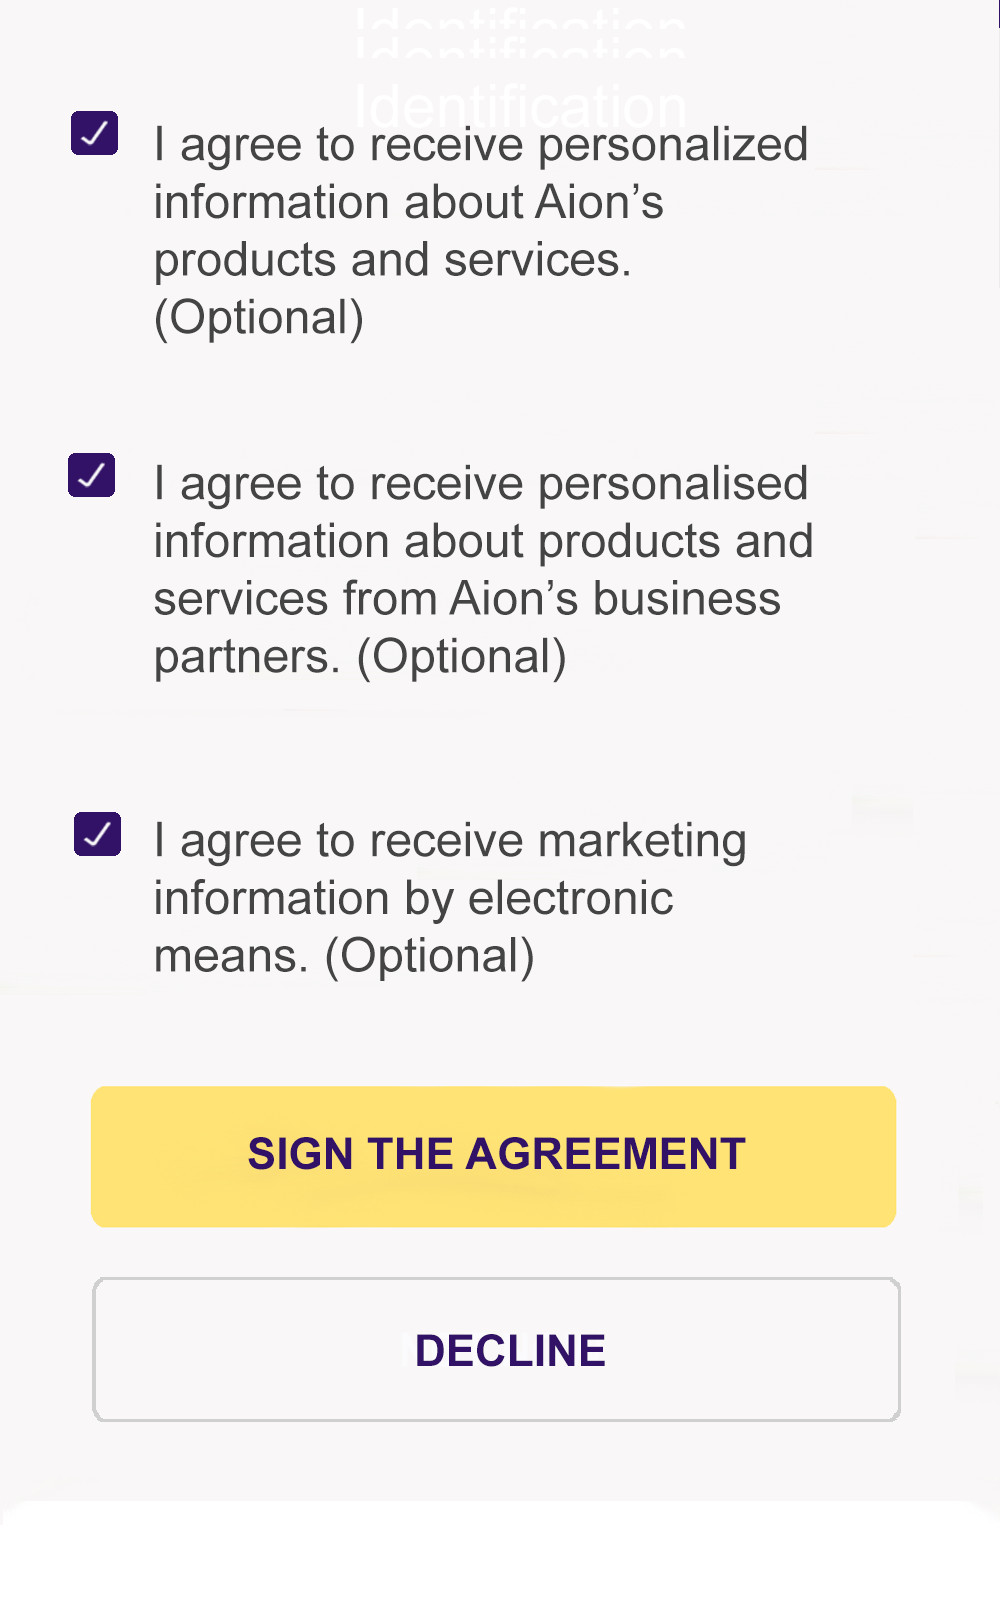 Identification
Identification
Identification
I agree to receive personalized
information about Aion’s
products and services.
(Optional)
I agree to receive personalised
information about products and
services from Aion’s business
partners. (Optional)
I agree to receive marketing
information by electronic
means. (Optional)
SIGN THE AGREEMENT
DECLINE